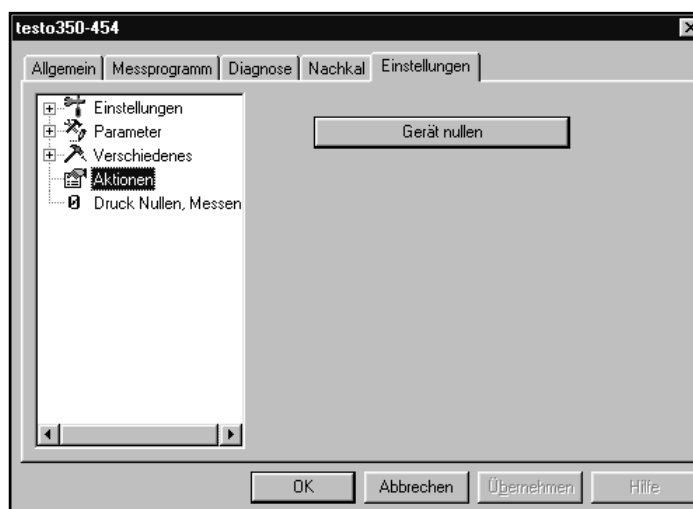 testo350-454
Allgemein Messprogramm Diagnose Nachkal Einstellungen
Einstellungen
Parameter
Verschiedenes
Aktionen
Druck Nullen, Messen
Gerät nullen
OK Abbrechen Übernehmen Hilfe